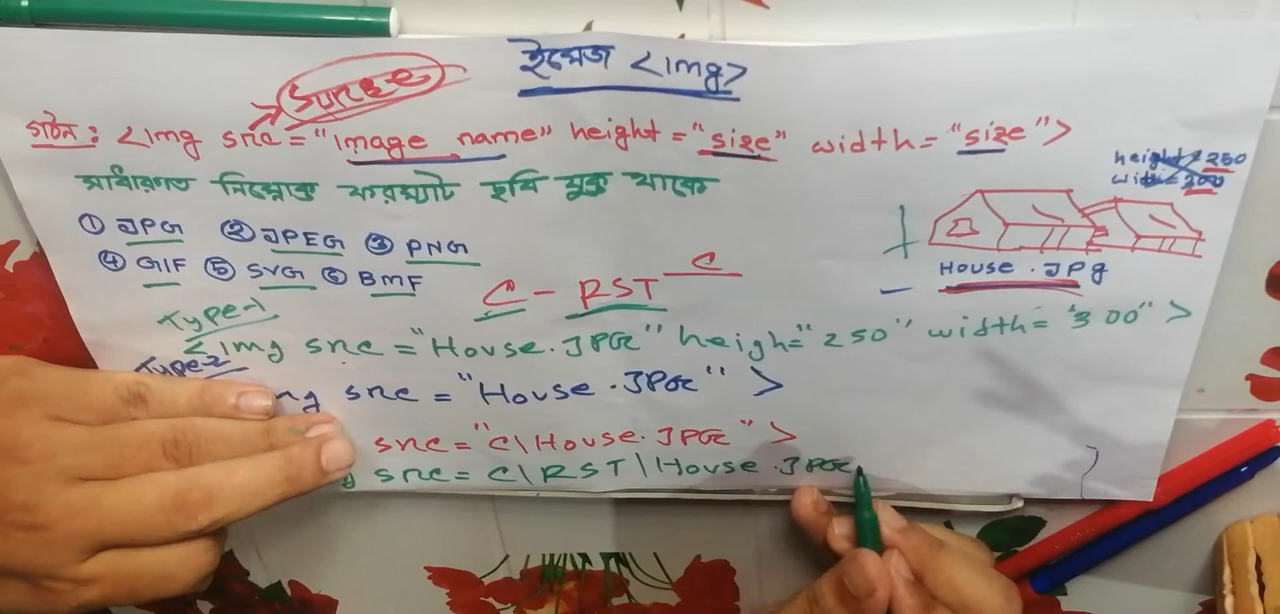 ইমেজ <img>
Source
গঠন : <img src = "image name" height = "size" width = "size">
সাধারণত নিম্নোক্ত ফরম্যাট ছবি যুক্ত থাকে
height = 250
width = 300
① JPG ② JPEG ③ PNG
④ GIF ⑤ SVG ⑥ BMF
House.JPg
C - RST C
Type-1
<img src = "House.JPG" heigh= "250" width= "300" >
Type-2
ng src = "House.JPG" >
src = "C\House.JPG" >
g src = C\RST\House.JPG